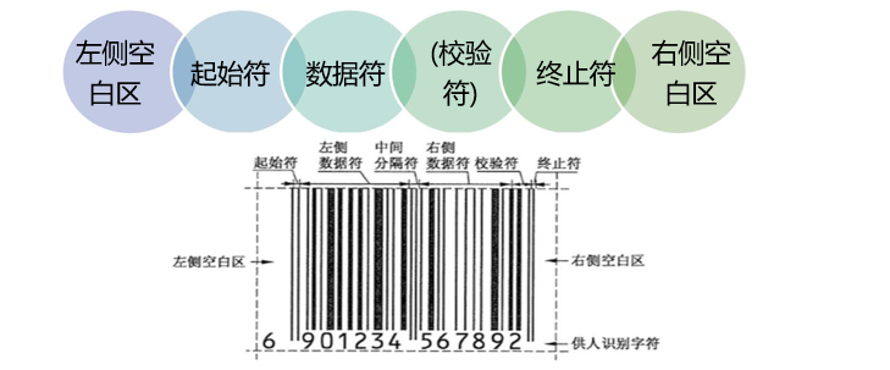 左侧空
白区
起始符
数据符
(校验
符)
终止符
右侧空
白区
起始符
左侧
数据符
中间
分隔符
右侧
数据符
校验符
终止符
左侧空白区
右侧空白区
6 901234 567892
供人识别字符